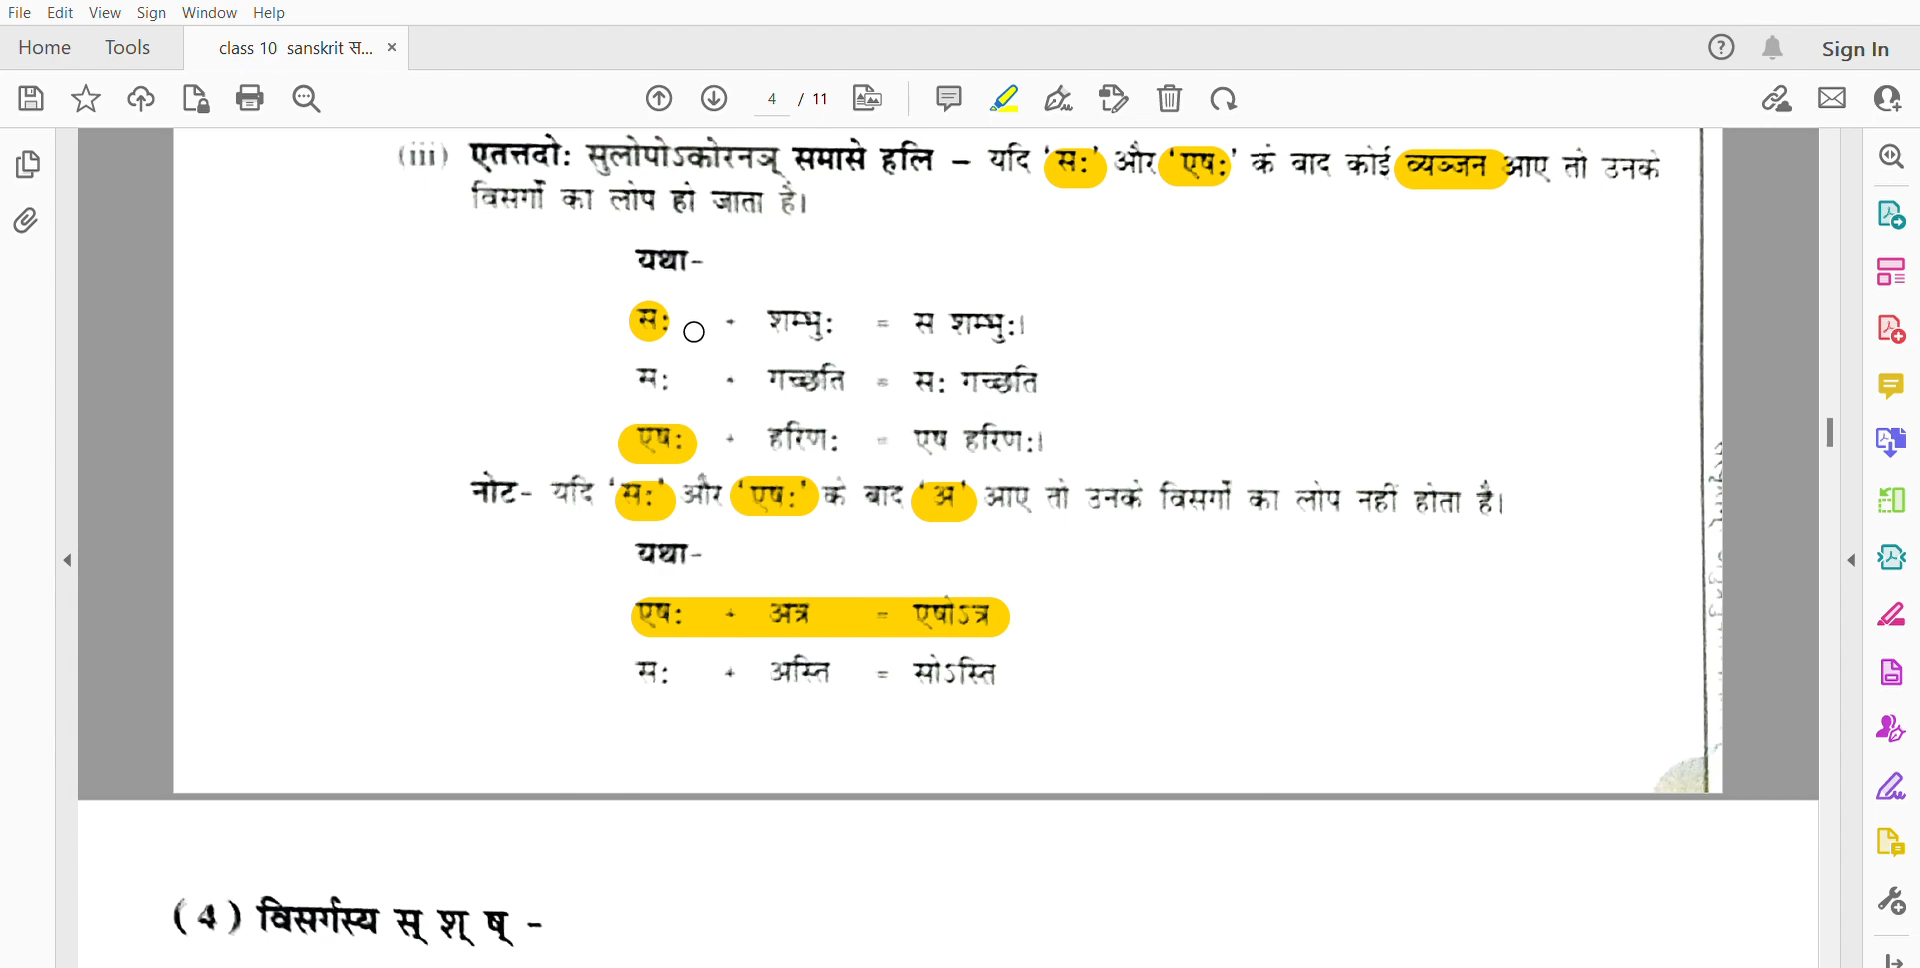 File Edit View Sign Window Help
Home Tools class 10 sanskrit स... × Sign In
4 / 11
(iii) एतत्तदोः सुलोपोऽकोरनञ् समासे हलि – यदि 'सः' और 'एषः' के बाद कोई व्यञ्जन आए तो उनके
विसर्गों का लोप हो जाता है।
यथा-
सः + शम्भुः = स शम्भुः।
सः + गच्छति = सः गच्छति
एषः + हरिणः = एष हरिणः।
नोट- यदि 'सः' और 'एषः' के बाद 'अ' आए तो उनके विसर्गों का लोप नहीं होता है।
यथा-
एषः + अत्र = एषोऽत्र
सः + अस्ति = सोऽस्ति
(4) विसर्गस्य स् श् ष् -